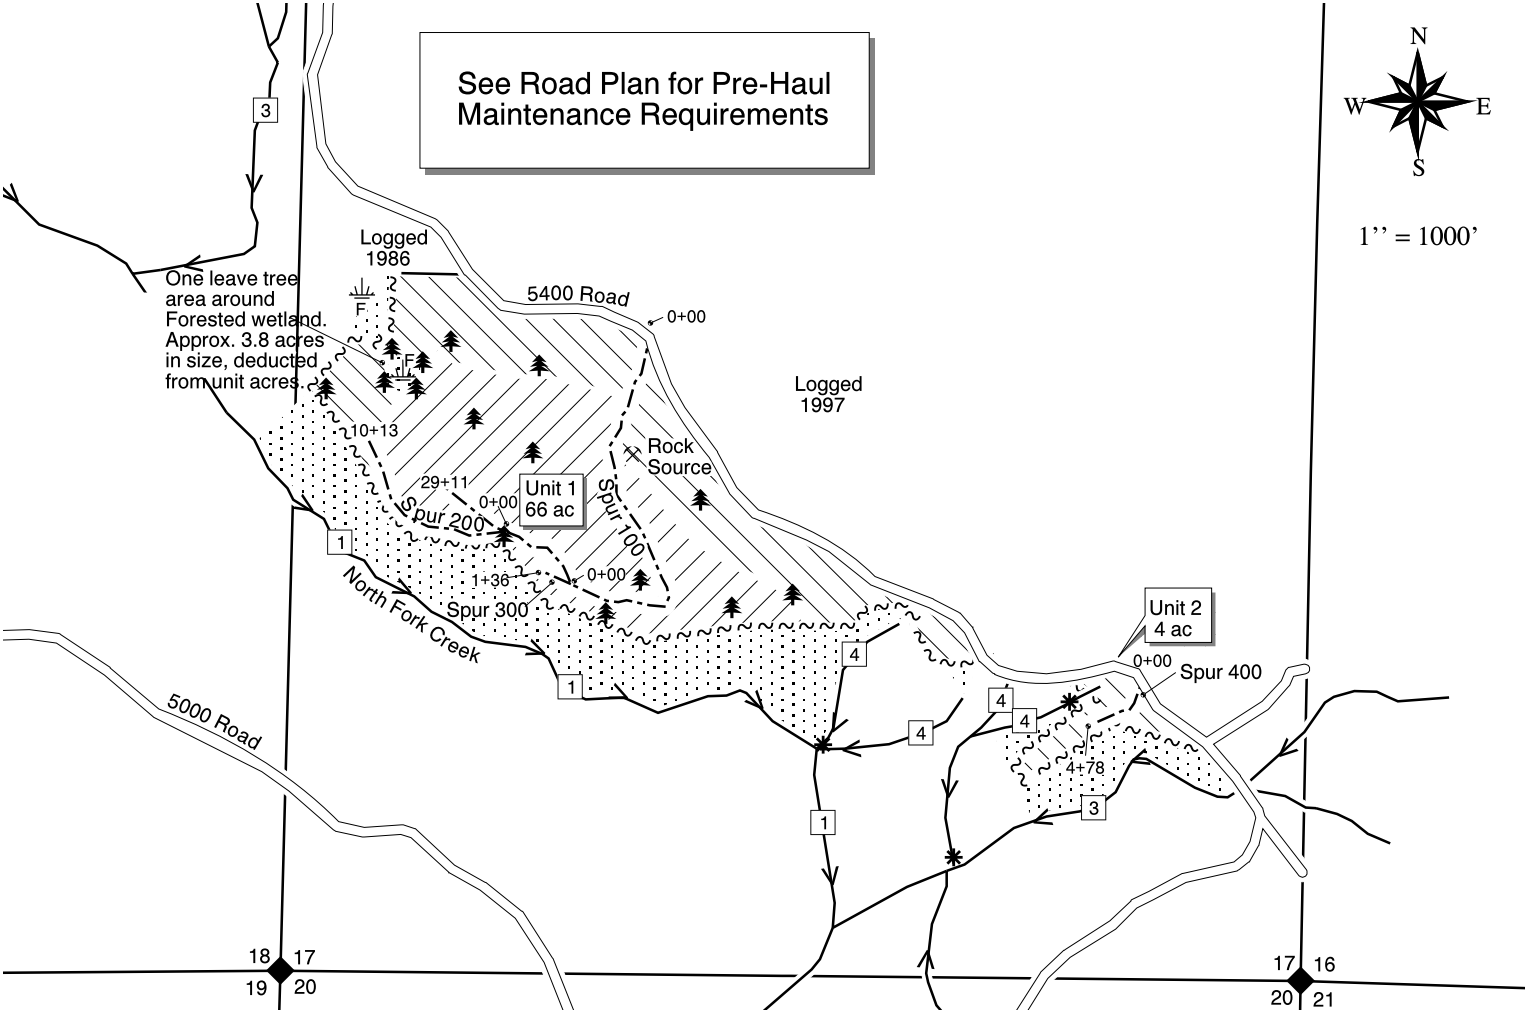 See Road Plan for Pre-Haul
Maintenance Requirements
N
W
E
S
1’’ = 1000’
3
Logged
1986
One leave tree
area around
Forested wetland.
Approx. 3.8 acres
in size, deducted
from unit acres.
F
F
5400 Road
0+00
Logged
1997
10+13
Rock
Source
29+11
0+00
Unit 1
66 ac
Spur 200
Spur 100
1
1+36
0+00
Spur 300
North Fork Creek
Unit 2
4 ac
4
0+00
Spur 400
1
4
4
4
5000 Road
4+78
3
1
18
17
19
20
17
16
20
21